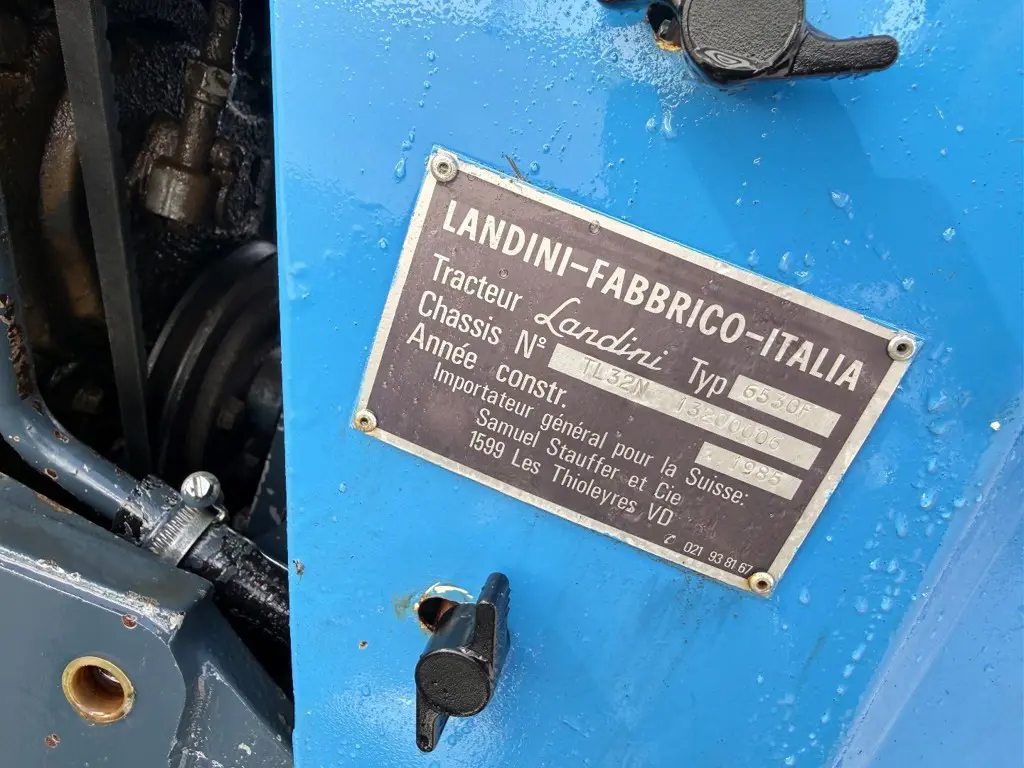 LANDINI-FABBRICO-ITALIA
Tracteur Landini Typ 6530F
Chassis N° TL32N 13200006
Année constr. 1985
Importateur général pour la Suisse:
Samuel Stauffer et Cie
1599 Les Thioleyres VD
✆ 021 93 81 67